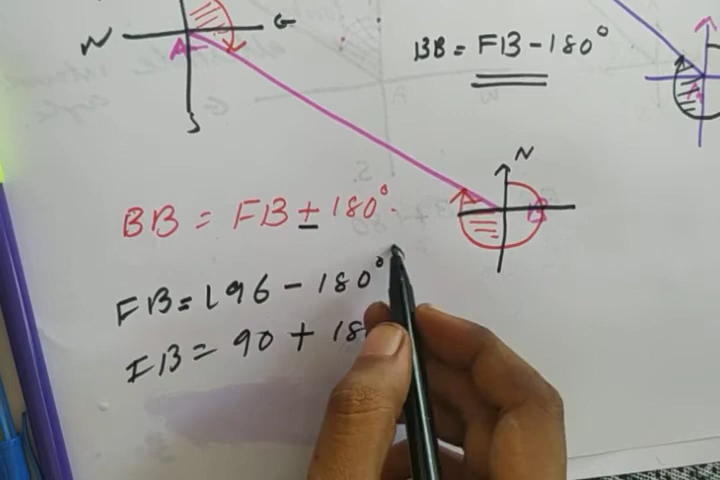 W A G
S
BB = FB - 180°
N
B
BB = FB ± 180°.
FB = 196 - 180°
FB = 90 + 18